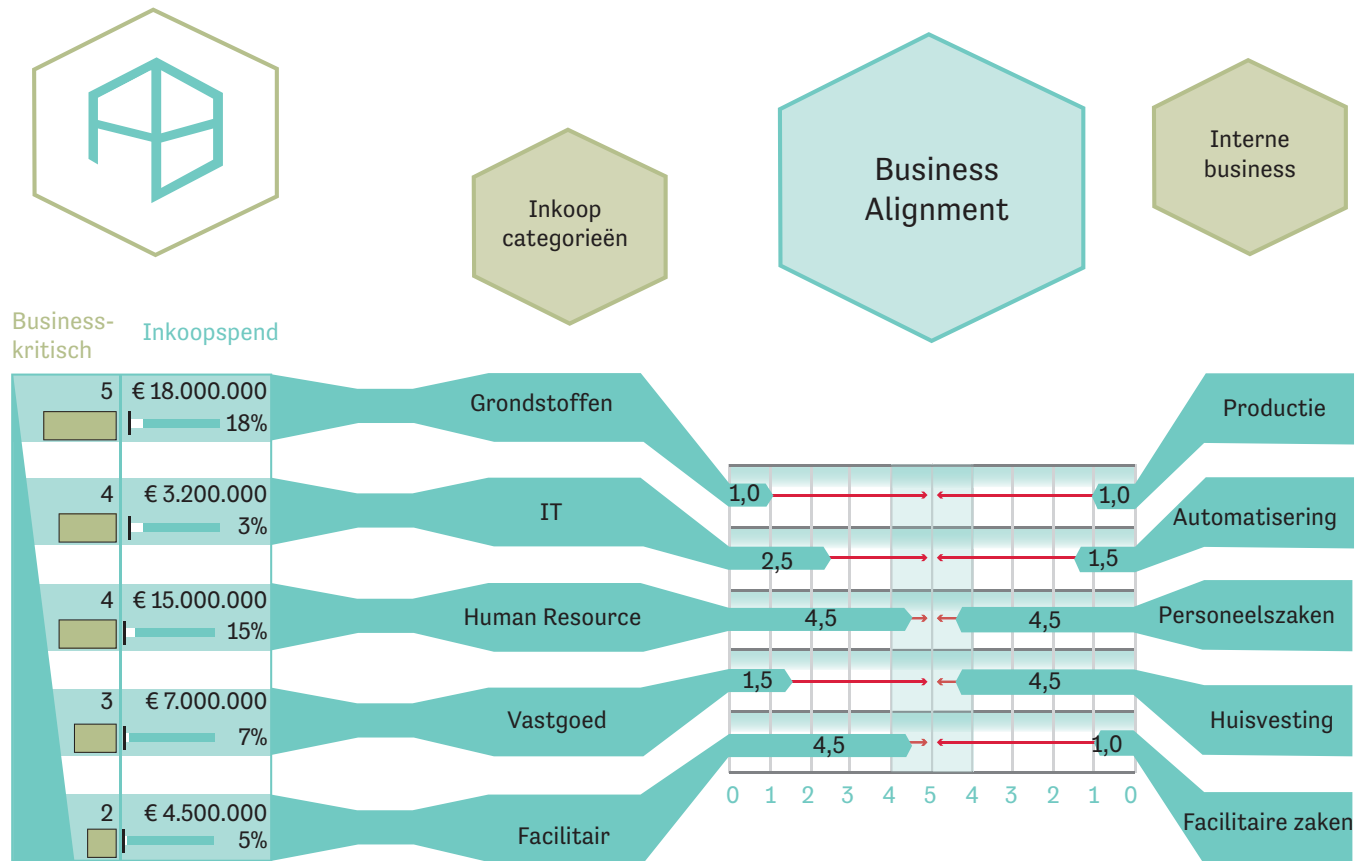 Inkoop
categorieën
Business
Alignment
Interne
business
Business-
kritisch
Inkoopspend
5
€ 18.000.000
18%
Grondstoffen
1,0
1,0
Productie
4
€ 3.200.000
3%
IT
2,5
1,5
Automatisering
4
€ 15.000.000
15%
Human Resource
4,5
4,5
Personeelszaken
3
€ 7.000.000
7%
Vastgoed
1,5
4,5
Huisvesting
2
€ 4.500.000
5%
Facilitair
4,5
1,0
Facilitaire zaken
0 1 2 3 4 5 4 3 2 1 0